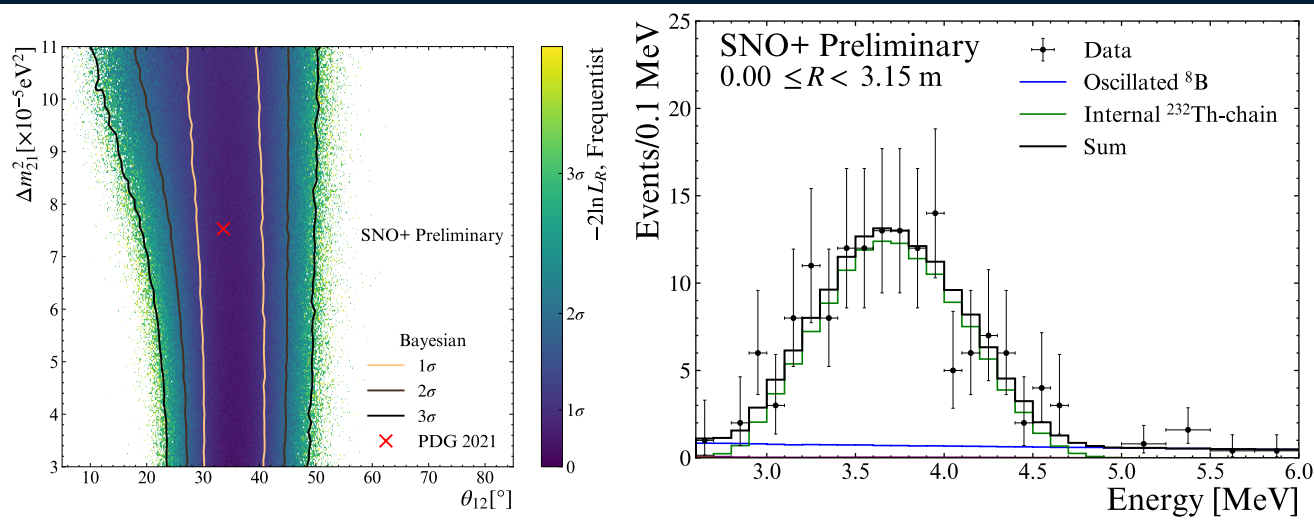 11
10
9
8
7
6
5
4
3
Δm²₂₁[×10⁻⁵eV²]
SNO+ Preliminary
Bayesian
1σ
2σ
3σ
PDG 2021
10 20 30 40 50 60 70 80
θ₁₂[°]
3σ
2σ
1σ
0
−2ln L_R, Frequentist
25
20
15
10
5
0
Events/0.1 MeV
SNO+ Preliminary
0.00 ≤R< 3.15 m
Data
Oscillated ⁸B
Internal ²³²Th-chain
Sum
3.0 3.5 4.0 4.5 5.0 5.5 6.0
Energy [MeV]